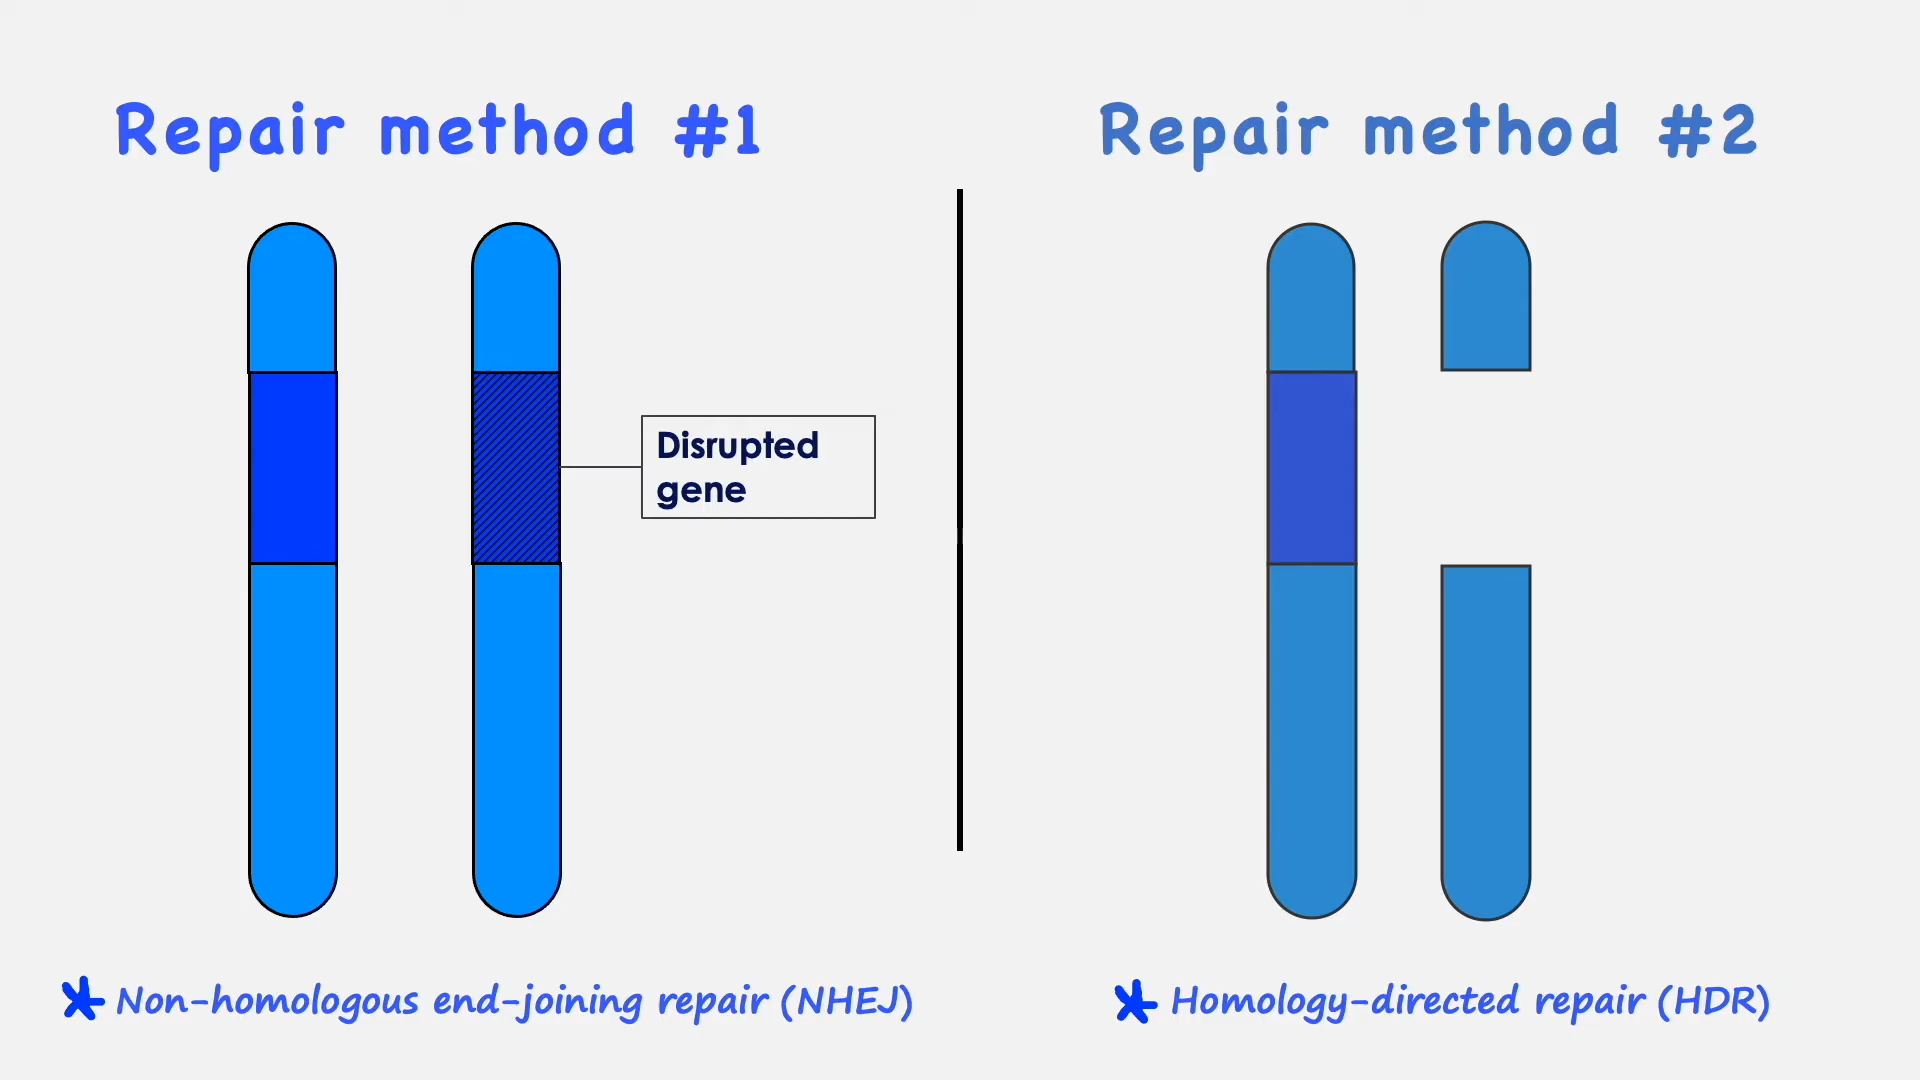 Repair method #1
Disrupted
gene
* Non-homologous end-joining repair (NHEJ)
Repair method #2
* Homology-directed repair (HDR)